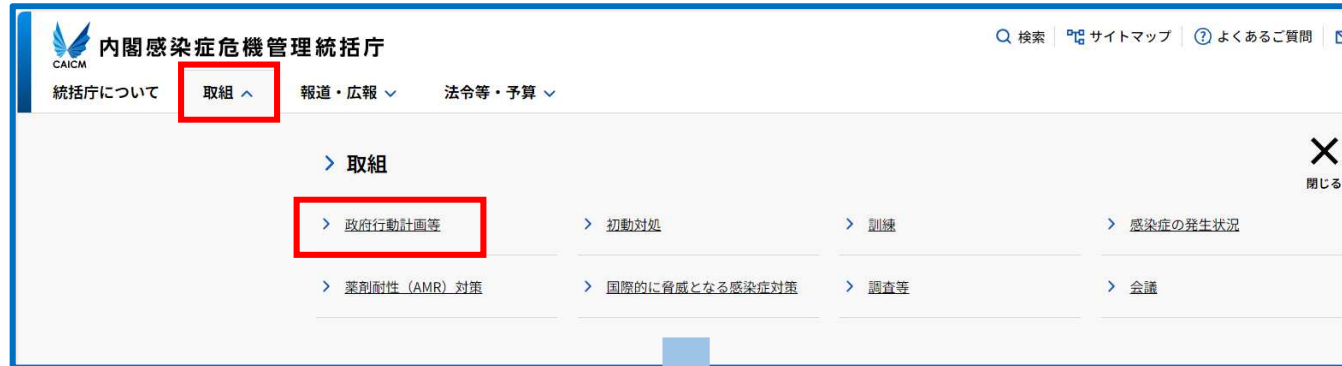 内閣感染症危機管理統括庁
CAICM
検索 サイトマップ よくあるご質問
統括庁について 取組 報道・広報 法令等・予算
取組
閉じる
政府行動計画等 初動対処 訓練 感染症の発生状況
薬剤耐性（AMR）対策 国際的に脅威となる感染症対策 調査等 会議